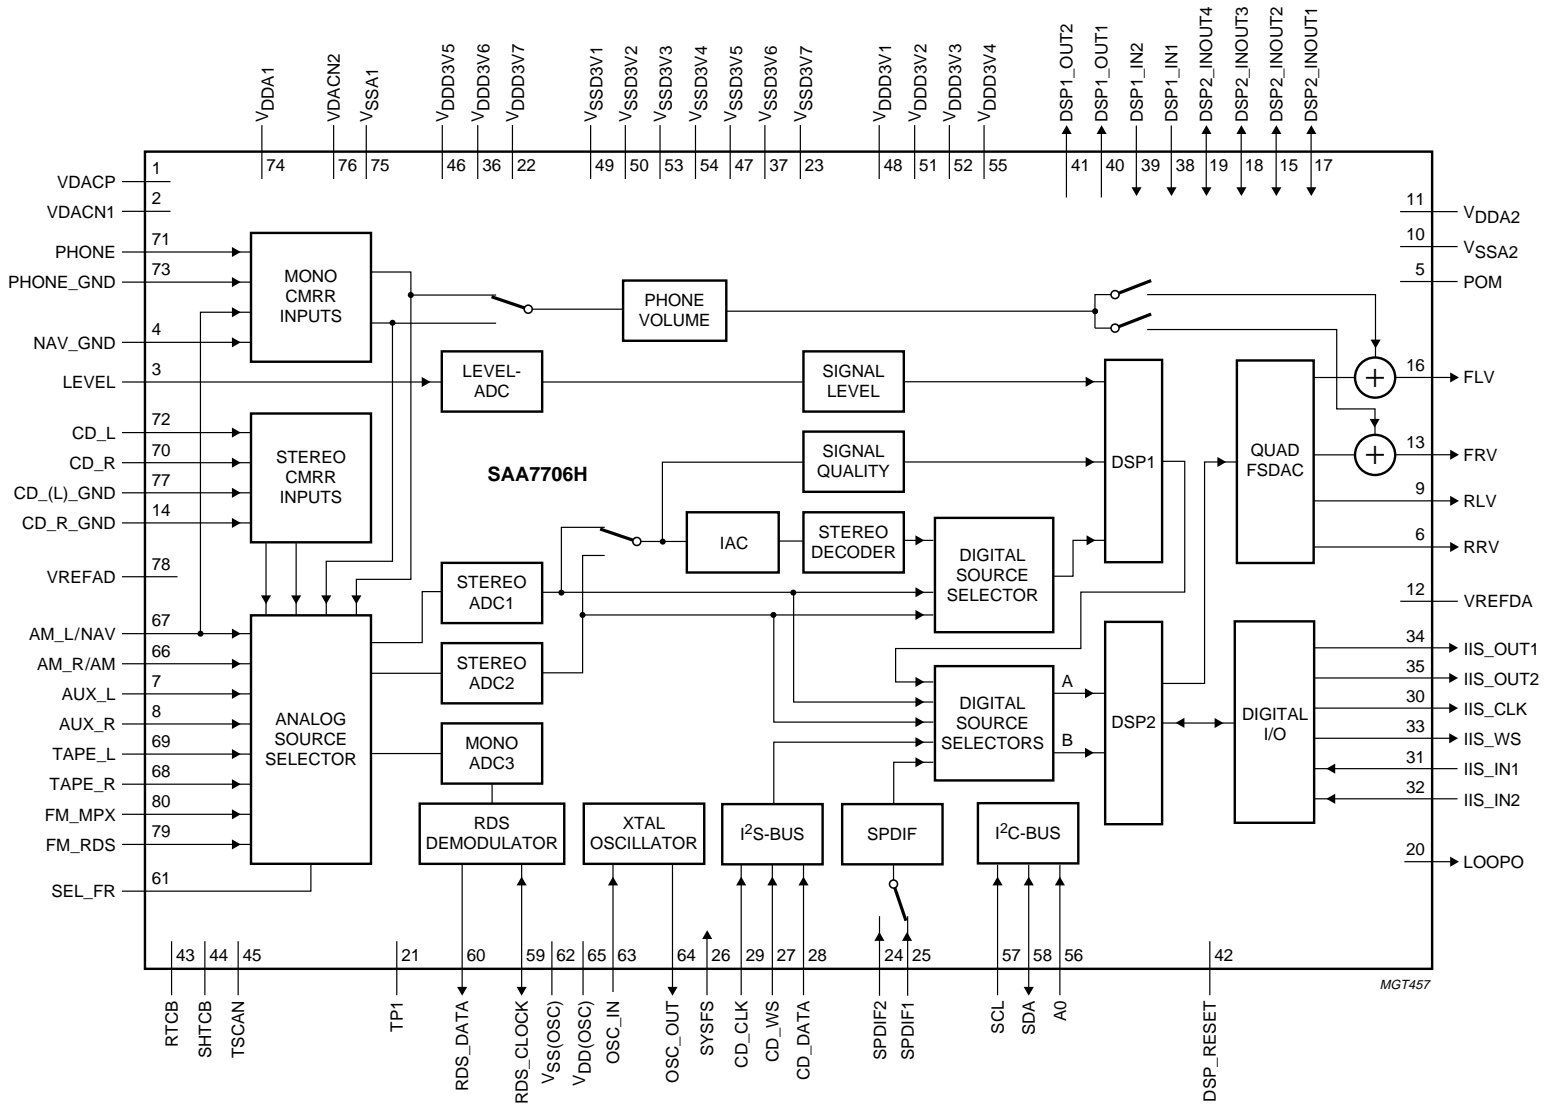 VDDA1
VDACN2
VSSA1
VDDD3V5
VDDD3V6
VDDD3V7
VSSD3V1
VSSD3V2
VSSD3V3
VSSD3V4
VSSD3V5
VSSD3V6
VSSD3V7
VDDD3V1
VDDD3V2
VDDD3V3
VDDD3V4
DSP1_OUT2
DSP1_OUT1
DSP1_IN2
DSP1_IN1
DSP2_INOUT4
DSP2_INOUT3
DSP2_INOUT2
DSP2_INOUT1
74
76
75
46
36
22
49
50
53
54
47
37
23
48
51
52
55
41
40
39
38
19
18
15
17
VDACP
1
VDACN1
2
PHONE
71
PHONE_GND
73
NAV_GND
4
LEVEL
3
CD_L
72
CD_R
70
CD_(L)_GND
77
CD_R_GND
14
VREFAD
78
AM_L/NAV
67
AM_R/AM
66
AUX_L
7
AUX_R
8
TAPE_L
69
TAPE_R
68
FM_MPX
80
FM_RDS
79
SEL_FR
61
MONO
CMRR
INPUTS
STEREO
CMRR
INPUTS
ANALOG
SOURCE
SELECTOR
PHONE
VOLUME
LEVEL-
ADC
SIGNAL
LEVEL
SAA7706H
SIGNAL
QUALITY
IAC
STEREO
DECODER
STEREO
ADC1
STEREO
ADC2
MONO
ADC3
DIGITAL
SOURCE
SELECTOR
DIGITAL
SOURCE
SELECTORS
A
B
DSP1
DSP2
QUAD
FSDAC
+
+
DIGITAL
I/O
RDS
DEMODULATOR
XTAL
OSCILLATOR
I2S-BUS
SPDIF
I2C-BUS
11
VDDA2
10
VSSA2
5
POM
16
FLV
13
FRV
9
RLV
6
RRV
12
VREFDA
34
IIS_OUT1
35
IIS_OUT2
30
IIS_CLK
33
IIS_WS
31
IIS_IN1
32
IIS_IN2
20
LOOPO
43
44
45
21
60
59
62
65
63
64
26
29
27
28
24
25
57
58
56
42
RTCB
SHTCB
TSCAN
TP1
RDS_DATA
RDS_CLOCK
VSS(OSC)
VDD(OSC)
OSC_IN
OSC_OUT
SYSFS
CD_CLK
CD_WS
CD_DATA
SPDIF2
SPDIF1
SCL
SDA
A0
DSP_RESET
MGT457